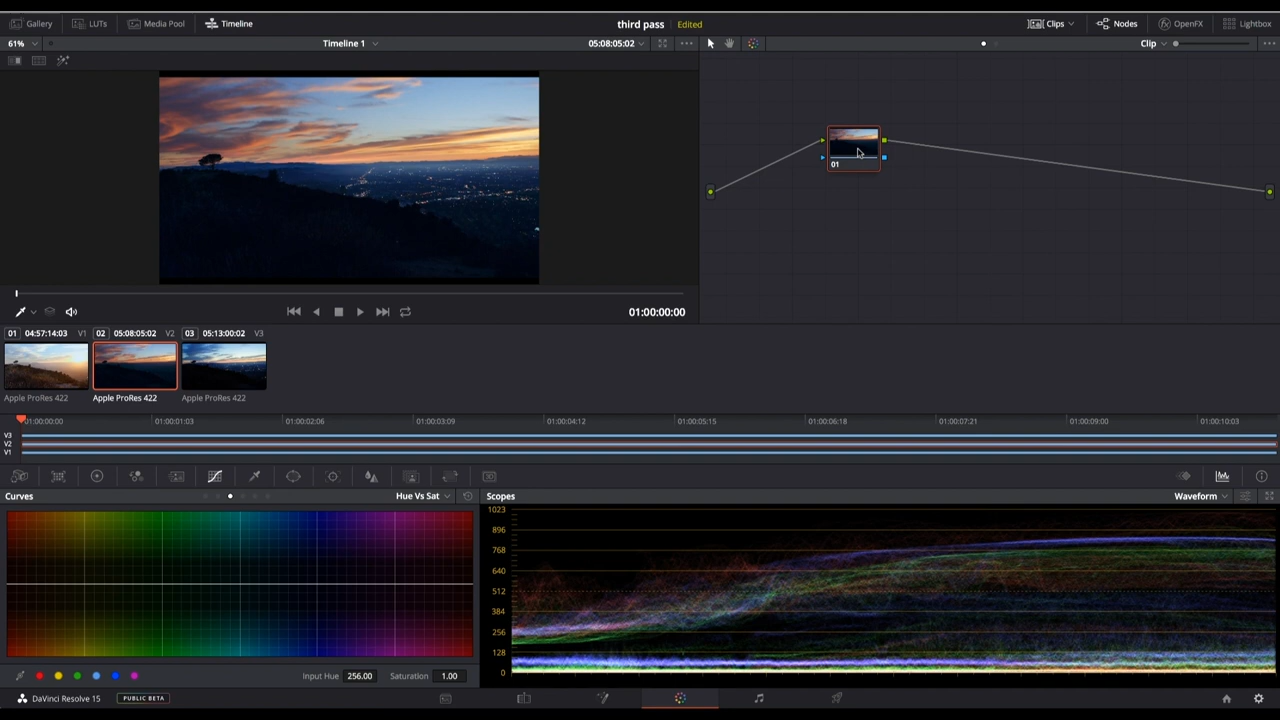 Gallery LUTs Media Pool Timeline third pass Edited Clips Nodes OpenFX Lightbox
61% Timeline 1 05:08:05:02 Clip
01
01:00:00:00
01 04:57:14:03 V1 02 05:08:05:02 V2 03 05:13:00:02 V3
Apple ProRes 422 Apple ProRes 422 Apple ProRes 422
01:00:00:00 01:00:01:03 01:00:02:06 01:00:03:09 01:00:04:12 01:00:05:15 01:00:06:18 01:00:07:21 01:00:09:00 01:00:10:03
V3
V2
V1
Curves Hue Vs Sat Scopes Waveform
1023
896
768
640
512
384
256
128
0
Input Hue 256.00 Saturation 1.00
DaVinci Resolve 15 PUBLIC BETA